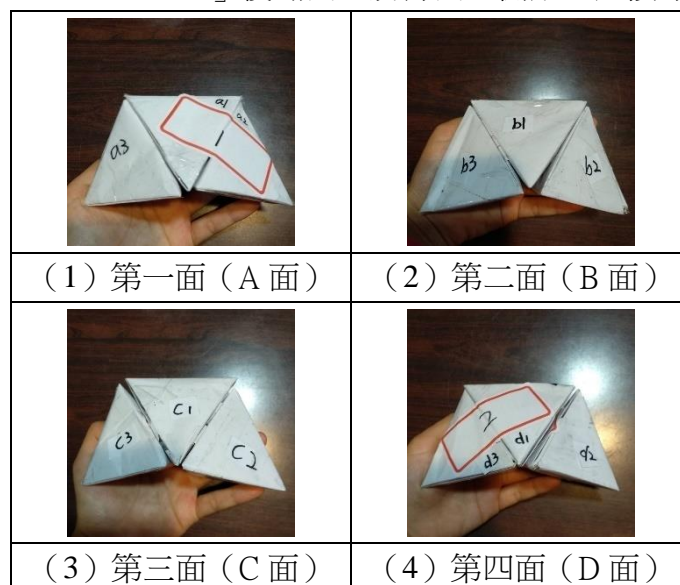 a3
a1
a2
b1
b3
b2
（1）第一面（A 面）
（2）第二面（B 面）
C1
C3
C2
2
d1
d3
d2
（3）第三面（C 面）
（4）第四面（D 面）